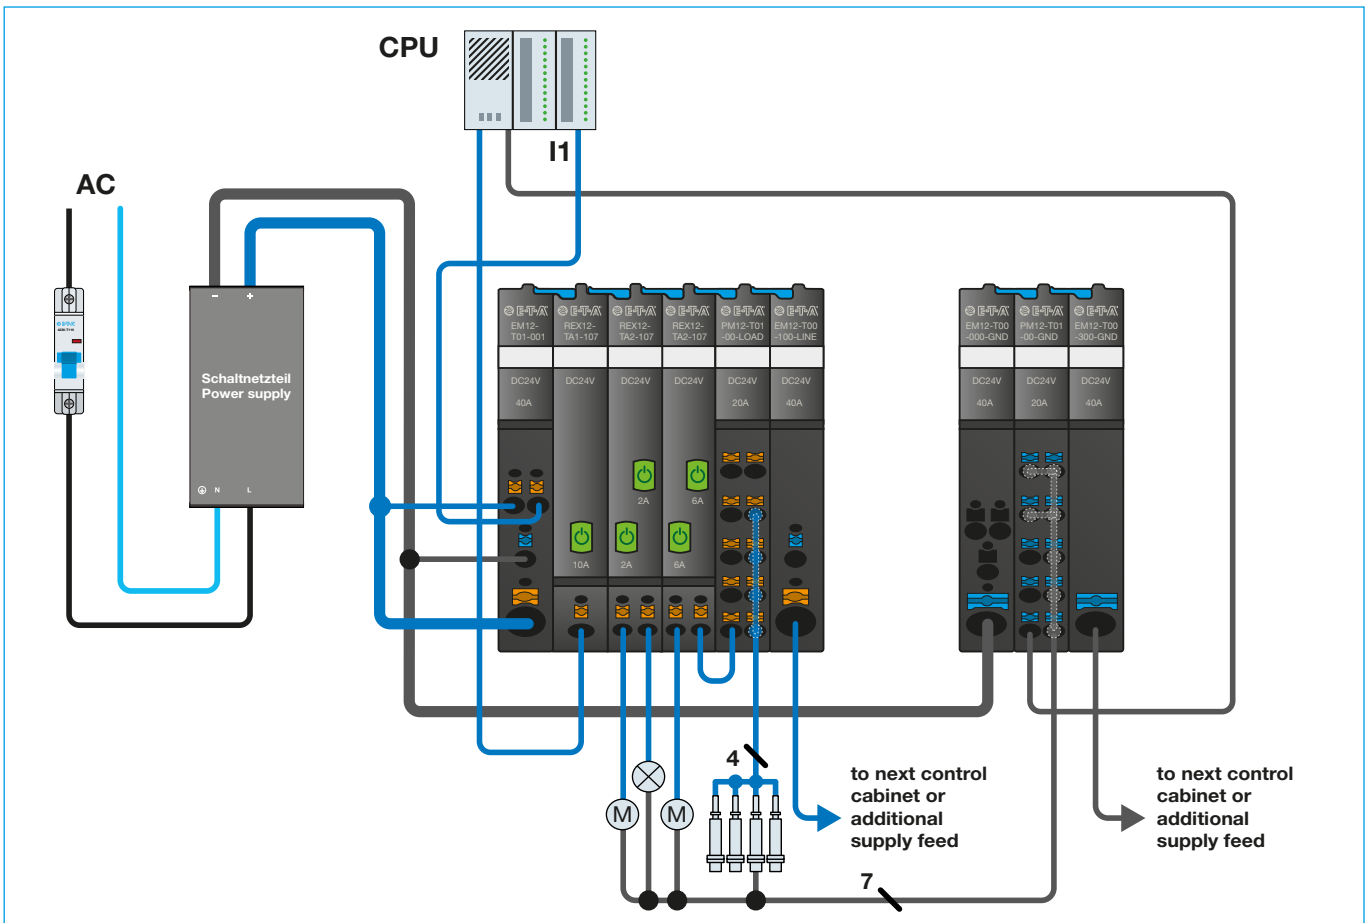 CPU
I1
AC
- +
Schaltnetzteil
Power supply
N L
E-T-A E-T-A E-T-A E-T-A E-T-A E-T-A
EM12-
T01-001
REX12-
TA1-107
REX12-
TA2-107
REX12-
TA2-107
PM12-T01
-00-LOAD
EM12-T00
-100-LINE
DC24V DC24V DC24V DC24V DC24V DC24V
40A 20A 40A
2A 6A
10A 2A 6A
E-T-A E-T-A E-T-A
EM12-T00
-000-GND
PM12-T01
-00-GND
EM12-T00
-300-GND
DC24V DC24V DC24V
40A 20A 40A
4
M M
to next control
cabinet or
additional
supply feed
to next control
cabinet or
additional
supply feed
7